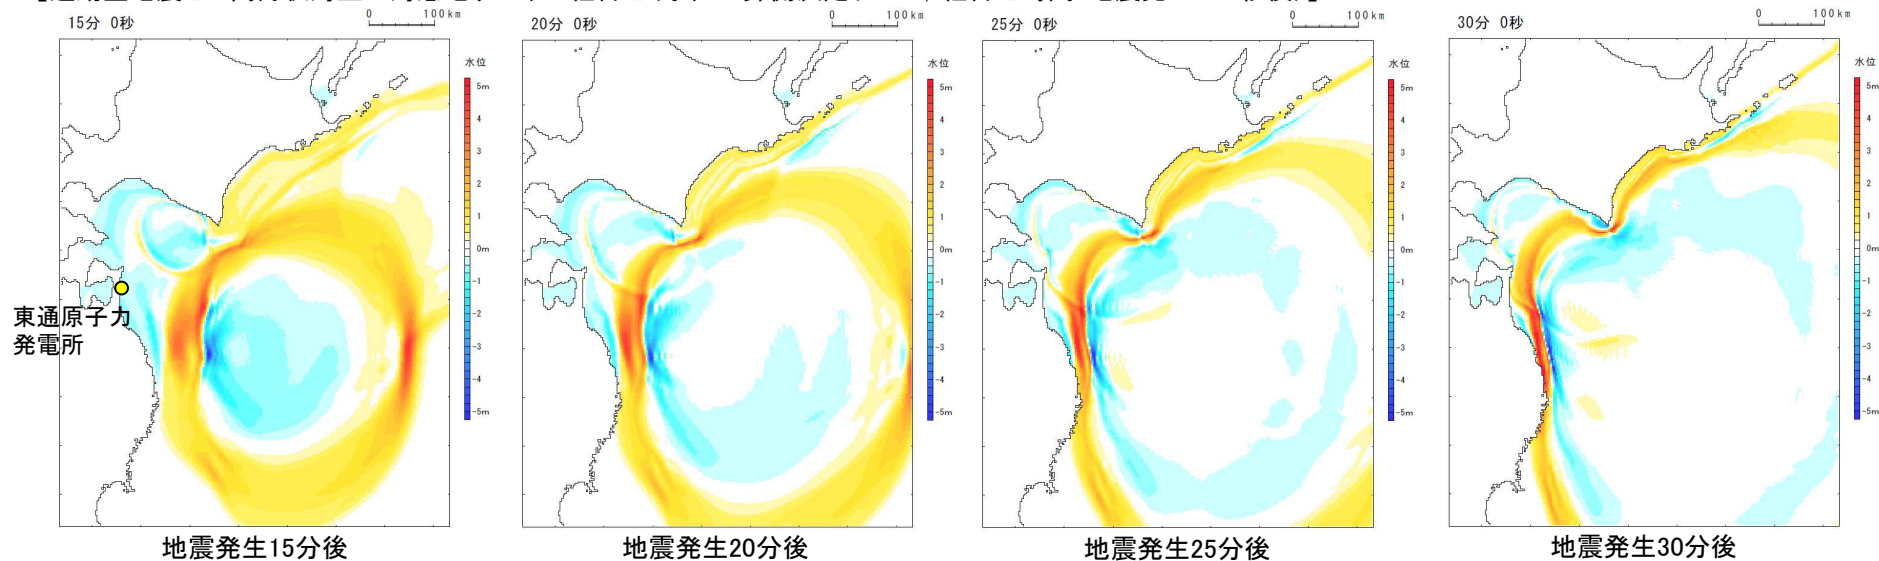 15分 0秒
0 100km
水位
5m
4
3
2
1
0m
-1
-2
-3
-4
-5m
東通原子力
発電所
地震発生15分後
20分 0秒
0 100km
水位
5m
4
3
2
1
0m
-1
-2
-3
-4
-5m
地震発生20分後
25分 0秒
0 100km
水位
5m
4
3
2
1
0m
-1
-2
-3
-4
-5m
地震発生25分後
30分 0秒
0 100km
水位
5m
4
3
2
1
0m
-1
-2
-3
-4
-5m
地震発生30分後